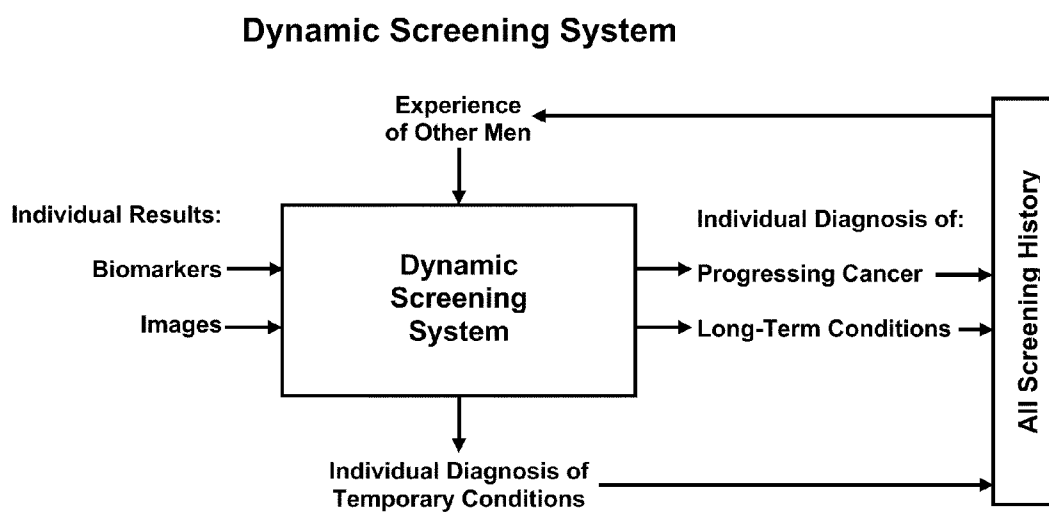 Dynamic Screening System
Experience
of Other Men
Individual Results:
Biomarkers
Images
Dynamic
Screening
System
Individual Diagnosis of:
Progressing Cancer
Long-Term Conditions
All Screening History
Individual Diagnosis of
Temporary Conditions